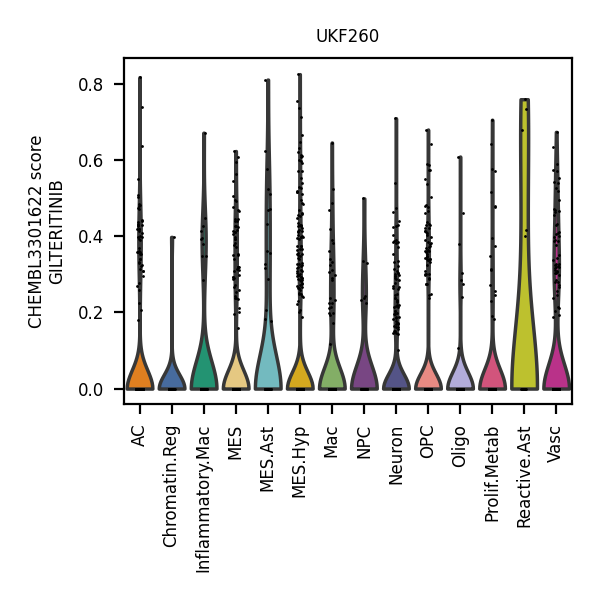 UKF260
CHEMBL3301622 score
GILTERITINIB
0.8
0.6
0.4
0.2
0.0
AC
Chromatin.Reg
Inflammatory.Mac
MES
MES.Ast
MES.Hyp
Mac
NPC
Neuron
OPC
Oligo
Prolif.Metab
Reactive.Ast
Vasc